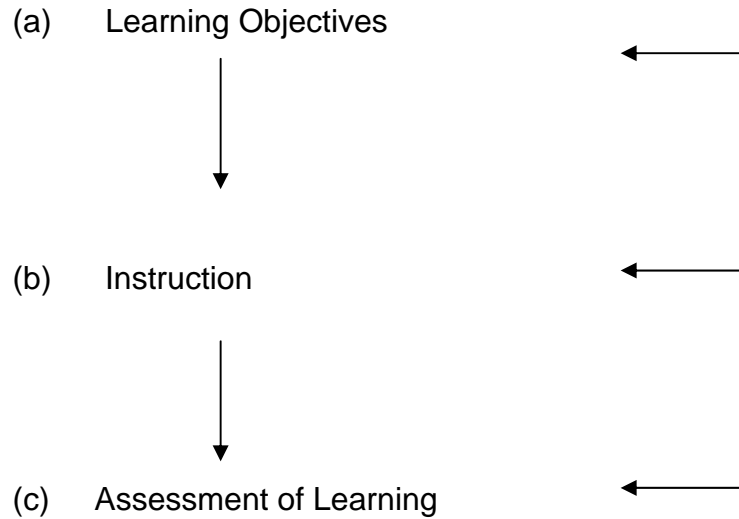 (a) Learning Objectives
(b) Instruction
(c) Assessment of Learning